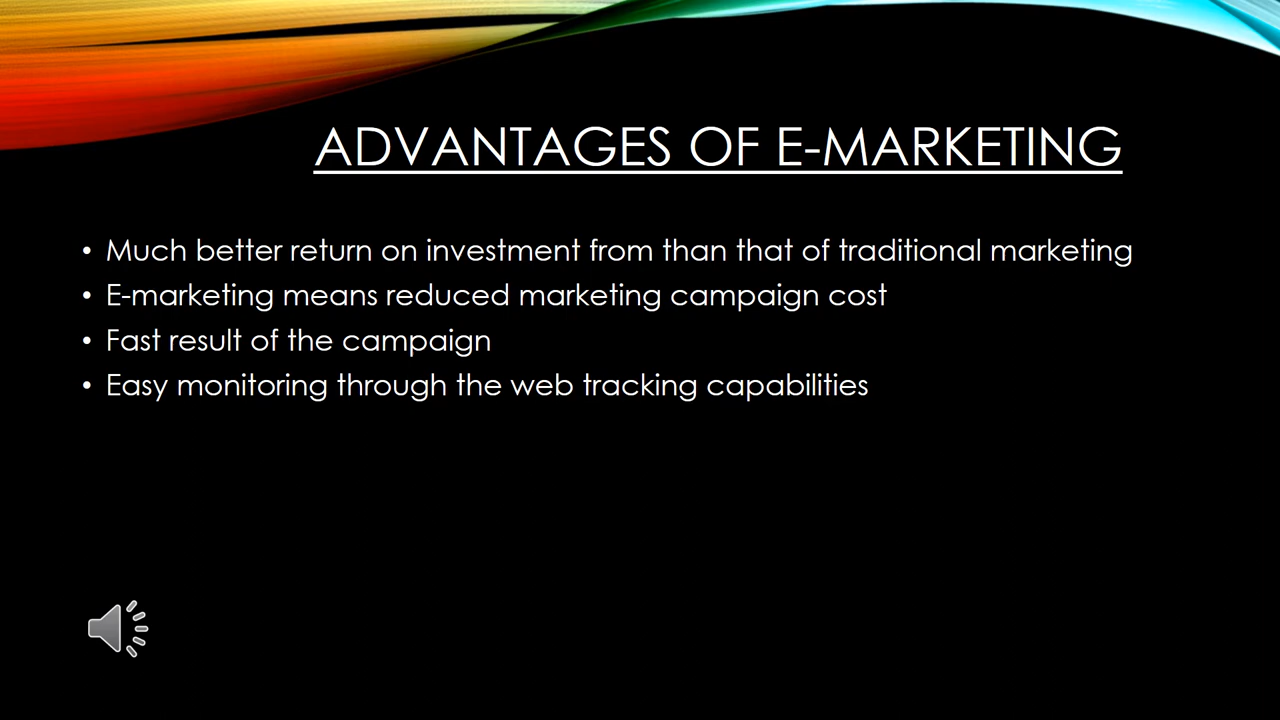 ADVANTAGES OF E-MARKETING
• Much better return on investment from than that of traditional marketing
• E-marketing means reduced marketing campaign cost
• Fast result of the campaign
• Easy monitoring through the web tracking capabilities